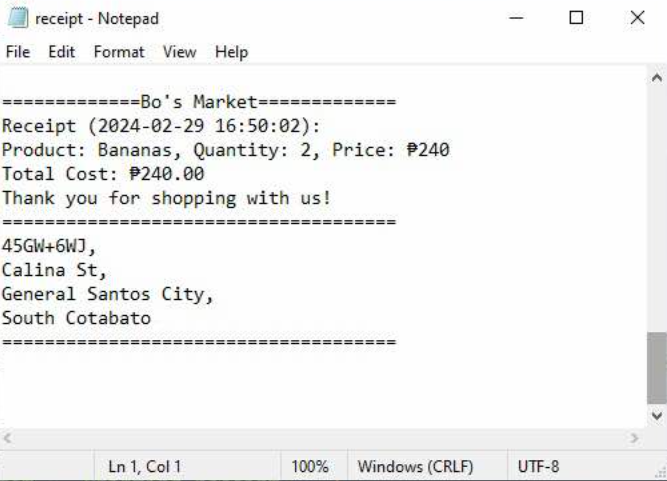 receipt - Notepad
File Edit Format View Help
=============Bo's Market=============
Receipt (2024-02-29 16:50:02):
Product: Bananas, Quantity: 2, Price: ₱240
Total Cost: ₱240.00
Thank you for shopping with us!
=====================================
45GW+6WJ,
Calina St,
General Santos City,
South Cotabato
=====================================
Ln 1, Col 1 100% Windows (CRLF) UTF-8